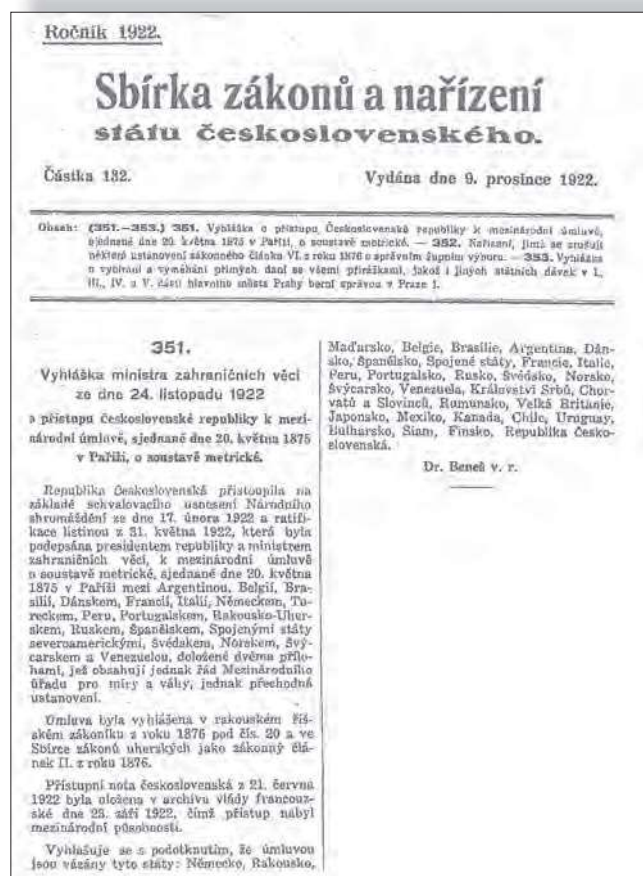 Ročník 1922.
Sbírka zákonů a nařízení
státu československého.
Částka 132.
Vydána dne 9. prosince 1922.
Obsah: (351.—353.) 351. Vyhláška o přístupu Československé republiky k mezinárodní úmluvě,
sjednané dne 20. května 1875 v Paříži, o soustavě metrické. — 352. Nařízení, jímž se zrušují
některá ustanovení zákonného článku VI. z roku 1876 o správním župním výboru. — 353. Vyhláška
o vybírání a vymáhání přímých daní se všemi přirážkami, jakož i jiných státních dávek v I.,
III., IV. a V. části hlavního města Prahy berní správou v Praze I.
351.
Vyhláška ministra zahraničních věcí
ze dne 24. listopadu 1922
o přístupu Československé republiky k mezi-
národní úmluvě, sjednané dne 20. května 1875
v Paříži, o soustavě metrické.
Republika Československá přistoupila na
základě schvalovacího usnesení Národního
shromáždění ze dne 17. února 1922 a ratifi-
kace listinou z 31. května 1922, která byla
podepsána presidentem republiky a ministrem
zahraničních věcí, k mezinárodní úmluvě
o soustavě metrické, sjednané dne 20. května
1875 v Paříži mezi Argentinou, Belgií, Bra-
silií, Dánskem, Francií, Italií, Německem, Tu-
reckem, Peru, Portugalskem, Rakousko-Uher-
skem, Ruskem, Španělskem, Spojenými státy
severoamerickými, Švédskem, Norskem, Švý-
carskem a Venezuelou, doložené dvěma přílo-
hami, jež obsahují jednak řád Mezinárodního
úřadu pro míry a váhy, jednak přechodná
ustanovení.
Úmluva byla vyhlášena v rakouském říš-
ském zákoníku z roku 1876 pod čís. 20 a ve
Sbírce zákonů uherských jako zákonný člá-
nek II. z roku 1876.
Přístupní nota československá z 21. června
1922 byla uložena v archivu vlády francouz-
ské dne 23. září 1922, čímž přístup nabyl
mezinárodní působnosti.
Vyhlašuje se s podotknutím, že úmluvou
jsou vázány tyto státy: Německo, Rakousko,
Maďarsko, Belgie, Brasilie, Argentina, Dán-
sko, Španělsko, Spojené státy, Francie, Italie,
Peru, Portugalsko, Rusko, Švédsko, Norsko,
Švýcarsko, Venezuela, Království Srbů, Chor-
vatů a Slovinců, Rumunsko, Velká Britanie,
Japonsko, Mexiko, Kanada, Chile, Uruguay,
Bulharsko, Siam, Finsko, Republika Česko-
slovenská.
Dr. Beneš v. r.